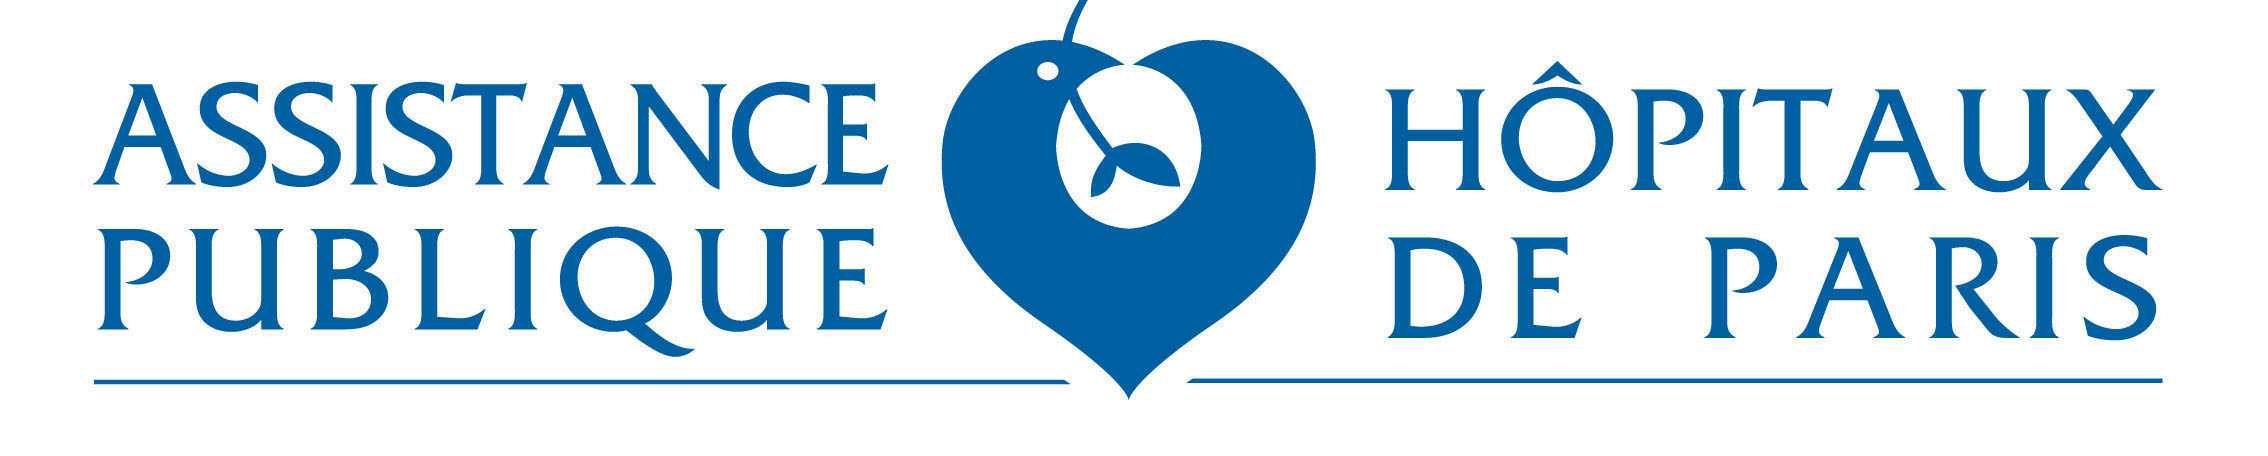 ASSISTANCE
PUBLIQUE
HÔPITAUX
DE PARIS